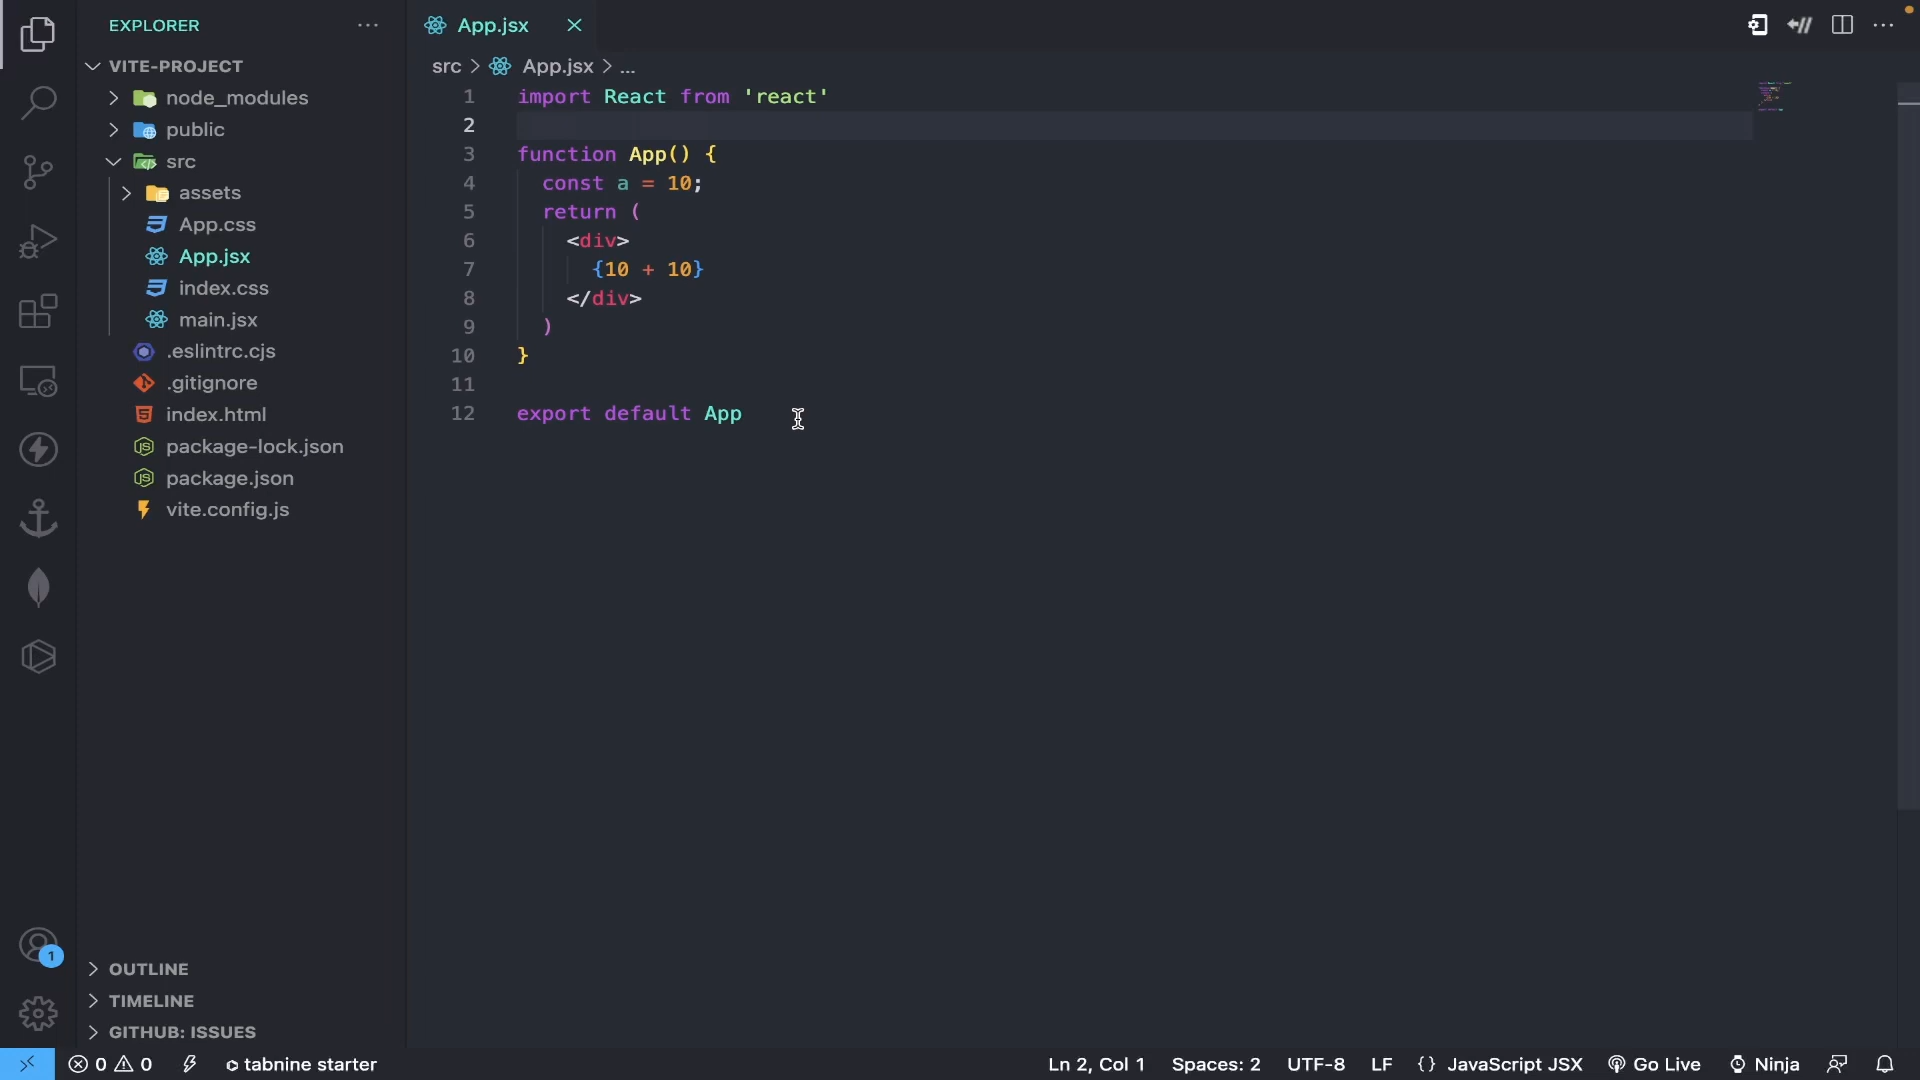 EXPLORER
VITE-PROJECT
node_modules
public
src
assets
App.css
App.jsx
index.css
main.jsx
.eslintrc.cjs
.gitignore
index.html
package-lock.json
package.json
vite.config.js
OUTLINE
TIMELINE
GITHUB: ISSUES
App.jsx
src > App.jsx > ...
1 import React from 'react'
2
3 function App() {
4 const a = 10;
5 return (
6 <div>
7 {10 + 10}
8 </div>
9 )
10 }
11
12 export default App
1
0 0 tabnine starter Ln 2, Col 1 Spaces: 2 UTF-8 LF {} JavaScript JSX Go Live Ninja